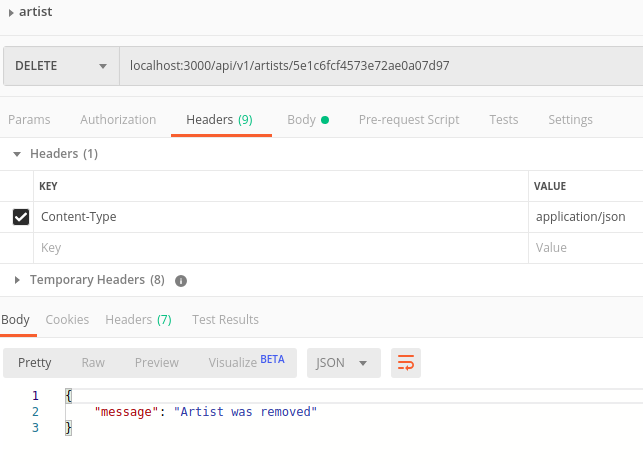 artist
DELETE localhost:3000/api/v1/artists/5e1c6fcf4573e72ae0a07d97
Params Authorization Headers (9) Body Pre-request Script Tests Settings
Headers (1)
KEY VALUE
Content-Type application/json
Key Value
Temporary Headers (8) i
Body Cookies Headers (7) Test Results
Pretty Raw Preview Visualize BETA JSON
1 {
2 "message": "Artist was removed"
3 }